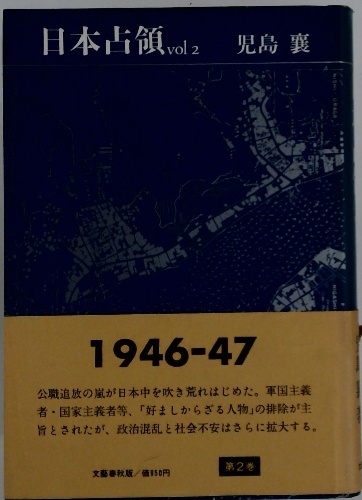 日本占領 vol 2 児島 襄
1946-47
公職追放の嵐が日本中を吹き荒れはじめた。軍国主義
者・国家主義者等、「好ましからざる人物」の排除が主
旨とされたが、政治混乱と社会不安はさらに拡大する。
文藝春秋版／価950円
第2巻